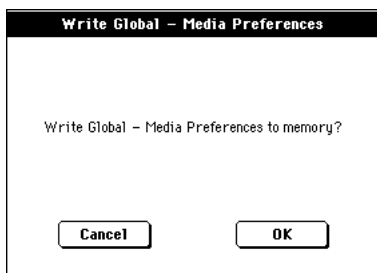 Write Global – Media Preferences
Write Global – Media Preferences to memory?
Cancel OK